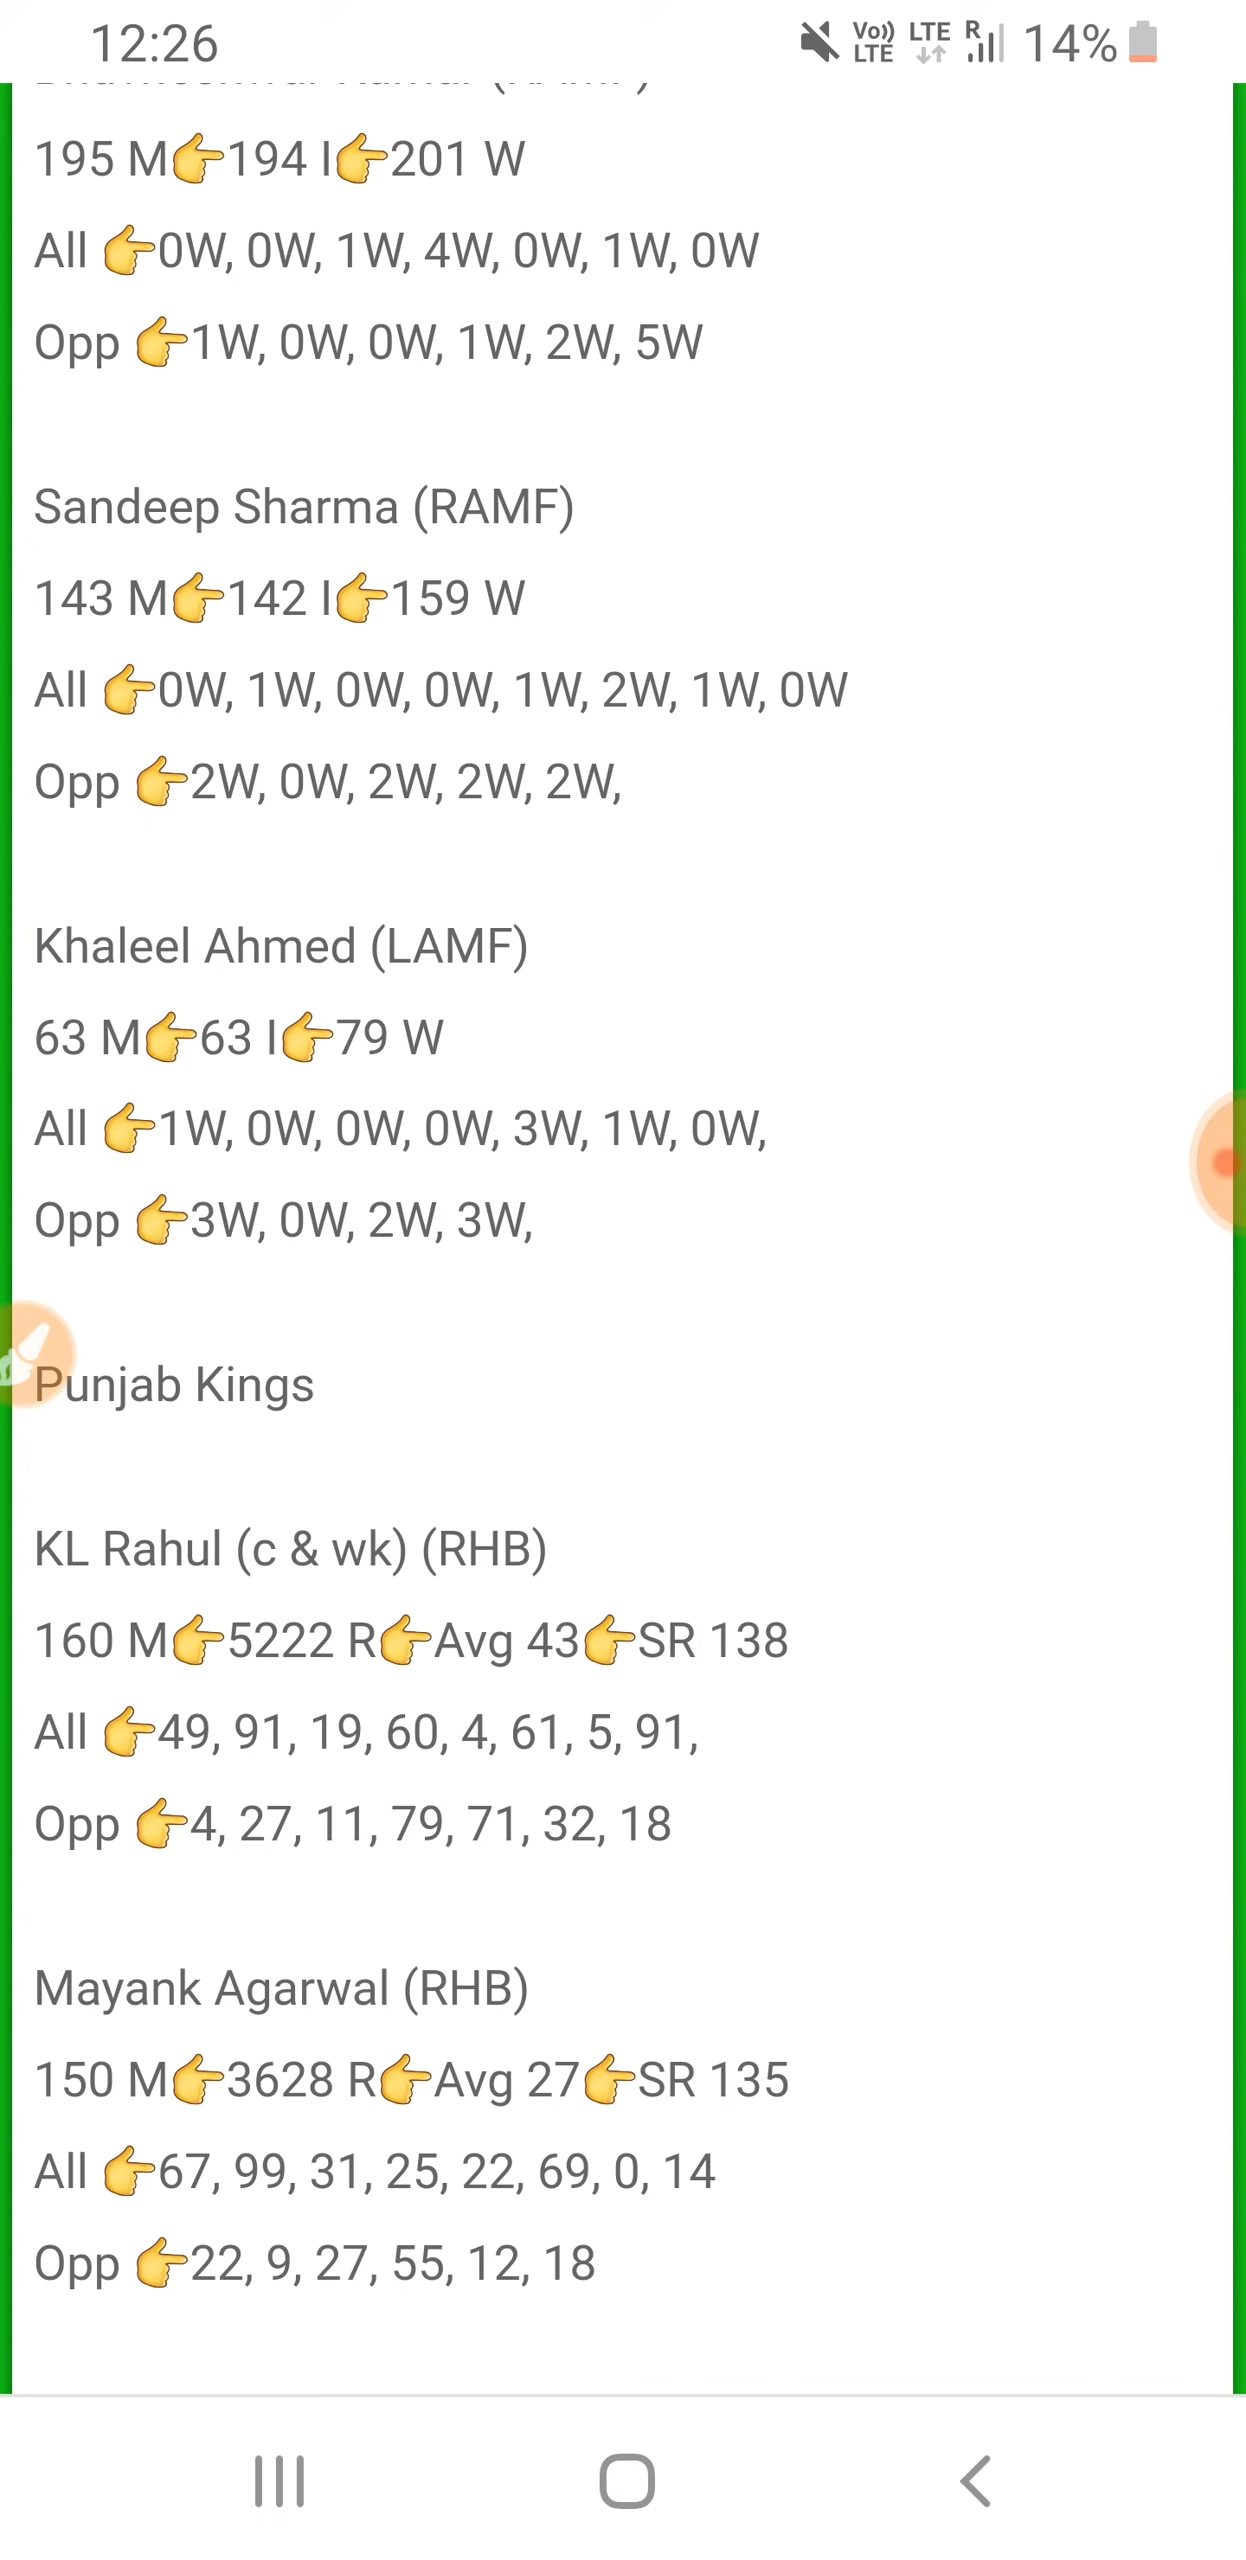 12:26 Vo)) LTE LTE R 14%
195 M👉194 I👉201 W
All 👉0W, 0W, 1W, 4W, 0W, 1W, 0W
Opp 👉1W, 0W, 0W, 1W, 2W, 5W
Sandeep Sharma (RAMF)
143 M👉142 I👉159 W
All 👉0W, 1W, 0W, 0W, 1W, 2W, 1W, 0W
Opp 👉2W, 0W, 2W, 2W, 2W,
Khaleel Ahmed (LAMF)
63 M👉63 I👉79 W
All 👉1W, 0W, 0W, 0W, 3W, 1W, 0W,
Opp 👉3W, 0W, 2W, 3W,
Punjab Kings
KL Rahul (c & wk) (RHB)
160 M👉5222 R👉Avg 43👉SR 138
All 👉49, 91, 19, 60, 4, 61, 5, 91,
Opp 👉4, 27, 11, 79, 71, 32, 18
Mayank Agarwal (RHB)
150 M👉3628 R👉Avg 27👉SR 135
All 👉67, 99, 31, 25, 22, 69, 0, 14
Opp 👉22, 9, 27, 55, 12, 18